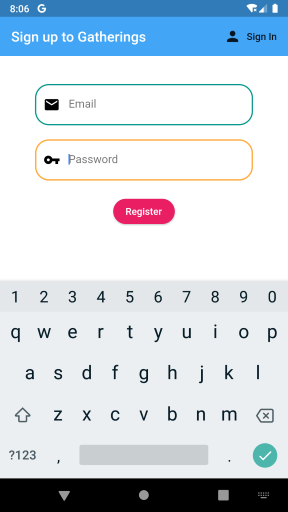 8:06 G
Sign up to Gatherings
Sign In
Email
Password
Register
1 2 3 4 5 6 7 8 9 0
q w e r t y u i o p
a s d f g h j k l
z x c v b n m
?123 , .